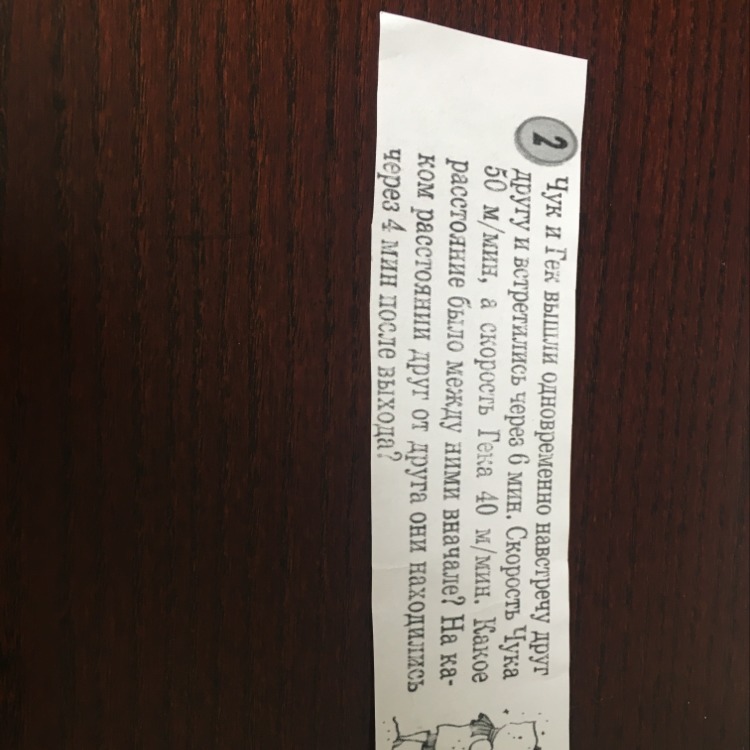 2 Чук и Гек вышли одновременно навстречу друг
другу и встретились через 6 мин. Скорость Чука
50 м/мин, а скорость Гека 40 м/мин. Какое
расстояние было между ними вначале? На ка-
ком расстоянии друг от друга они находились
через 4 мин после выхода?